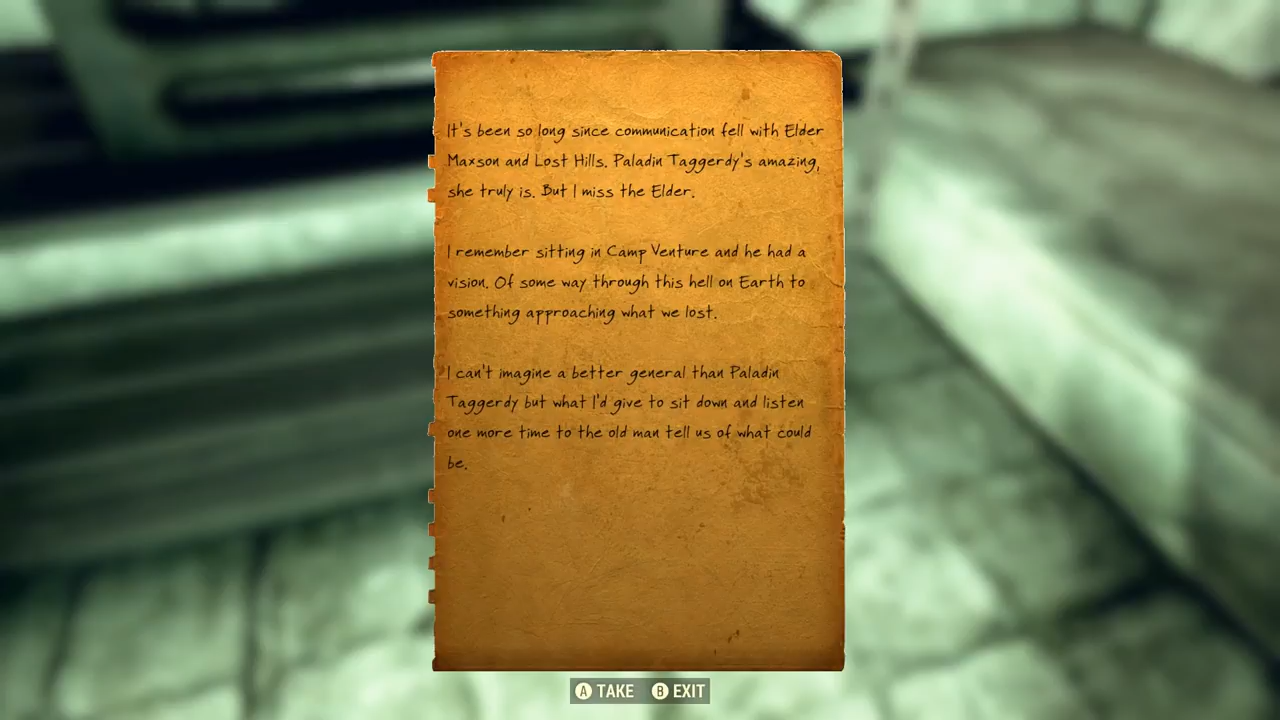 It's been so long since communication fell with Elder
Maxson and Lost Hills. Paladin Taggerdy's amazing,
she truly is. But I miss the Elder.
I remember sitting in Camp Venture and he had a
vision. Of some way through this hell on Earth to
something approaching what we lost.
I can't imagine a better general than Paladin
Taggerdy but what I'd give to sit down and listen
one more time to the old man tell us of what could
be.
A TAKE B EXIT